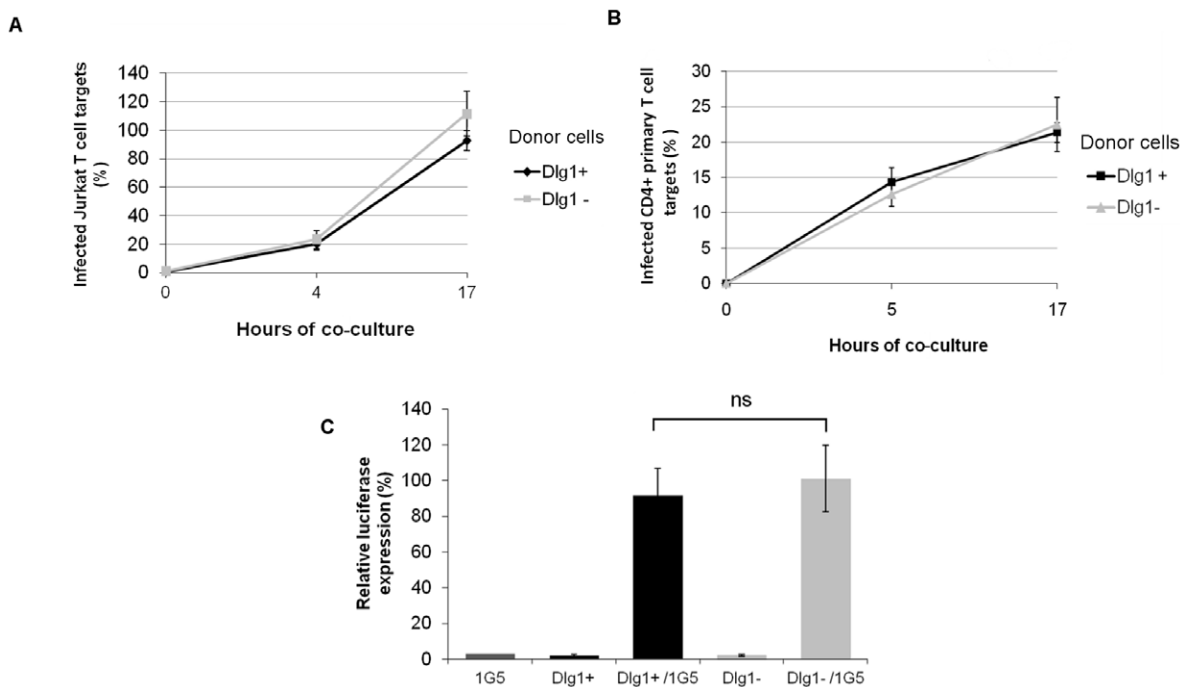 A
Infected Jurkat T cell targets
(%)
140
120
100
80
60
40
20
0
0
4
17
Hours of co-culture
Donor cells
Dlg1+
Dlg1 -
B
Infected CD4+ primary T cell
targets (% )
30
25
20
15
10
5
0
0
5
17
Hours of co-culture
Donor cells
Dlg1 +
Dlg1-
C
Relative luciferase
expression (%)
140
120
100
80
60
40
20
0
ns
1G5
Dlg1+
Dlg1+ /1G5
Dlg1-
Dlg1- /1G5